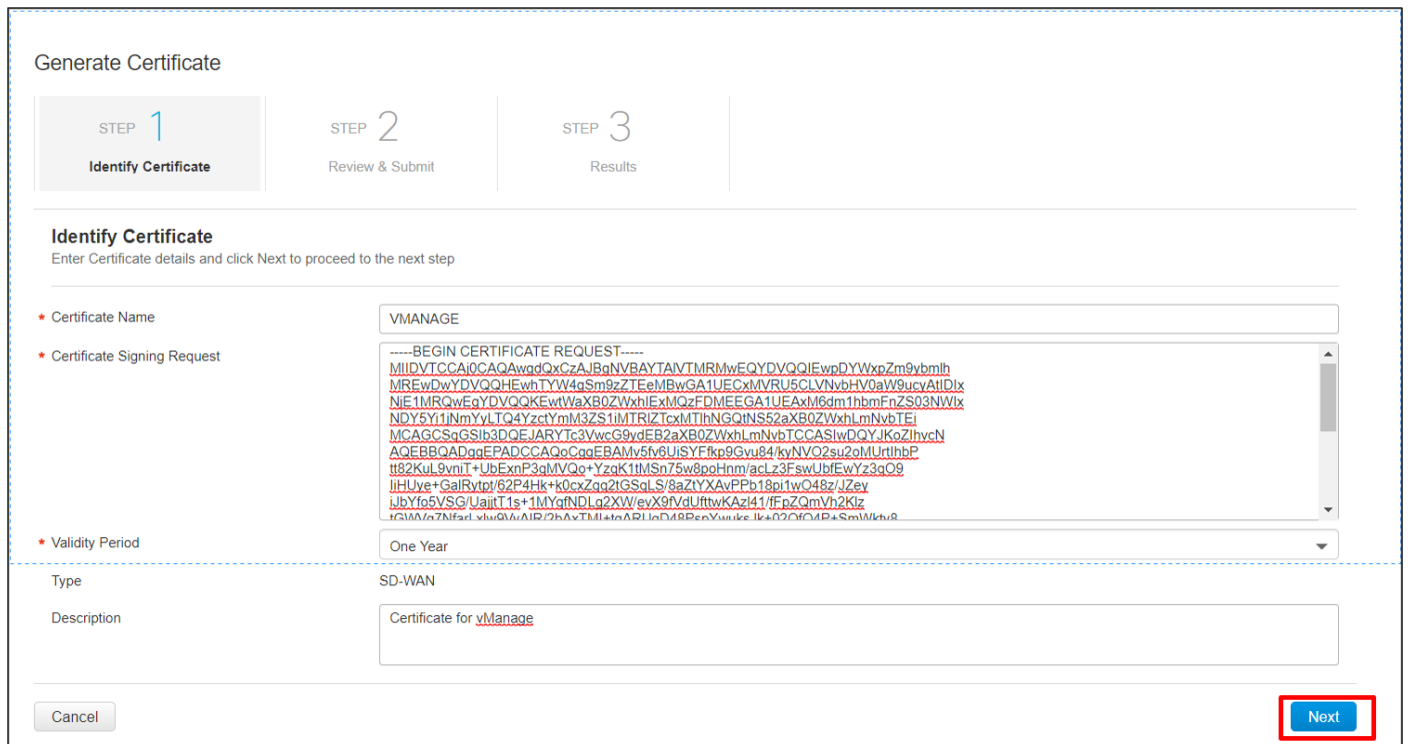 Generate Certificate
STEP 1
Identify Certificate
STEP 2
Review & Submit
STEP 3
Results
Identify Certificate
Enter Certificate details and click Next to proceed to the next step
* Certificate Name
VMANAGE
* Certificate Signing Request
-----BEGIN CERTIFICATE REQUEST-----
MIIDVTCCAj0CAQAwgdQxCzAJBgNVBAYTAlVTMRMwEQYDVQQIEwpDYWxpZm9ybmlh
MREwDwYDVQQHEwhTYW4gSm9zZTEeMBwGA1UECxMVRU5CLVNvbHV0aW9ucyAtIDIx
NjE1MRQwEgYDVQQKEwtWaXB0ZWxhIExMQzFDMEEGA1UEAxM6dm1hbmFnZS03NWIx
NDY5Yi1jNmYyLTQ4YzctYmM3ZS1iMTRlZTcxMTlhNGQtNS52aXB0ZWxhLmNvbTEi
MCAGCSqGSIb3DQEJARYTc3VwcG9ydEB2aXB0ZWxhLmNvbTCCASIwDQYJKoZIhvcN
AQEBBQADggEPADCCAQoCggEBAMv5fv6UiSYFfkp9Gvu84/kyNVO2su2oMUrtIhbP
tt82KuL9vniT+UbExnP3qMVQo+YzqK1tMSn75w8poHnm/acLz3FswUbfEwYz3qO9
IiHUye+GaIRytpt/62P4Hk+k0cxZqq2tGSqLS/8aZtYXAvPPb18pi1wO48z/JZey
iJbYfo5VSG/UajjtT1s+1MYqfNDLg2XW/evX9fVdUfttwKAzl41/fFpZQmVh2Klz
* Validity Period
One Year
Type
SD-WAN
Description
Certificate for vManage
Cancel
Next